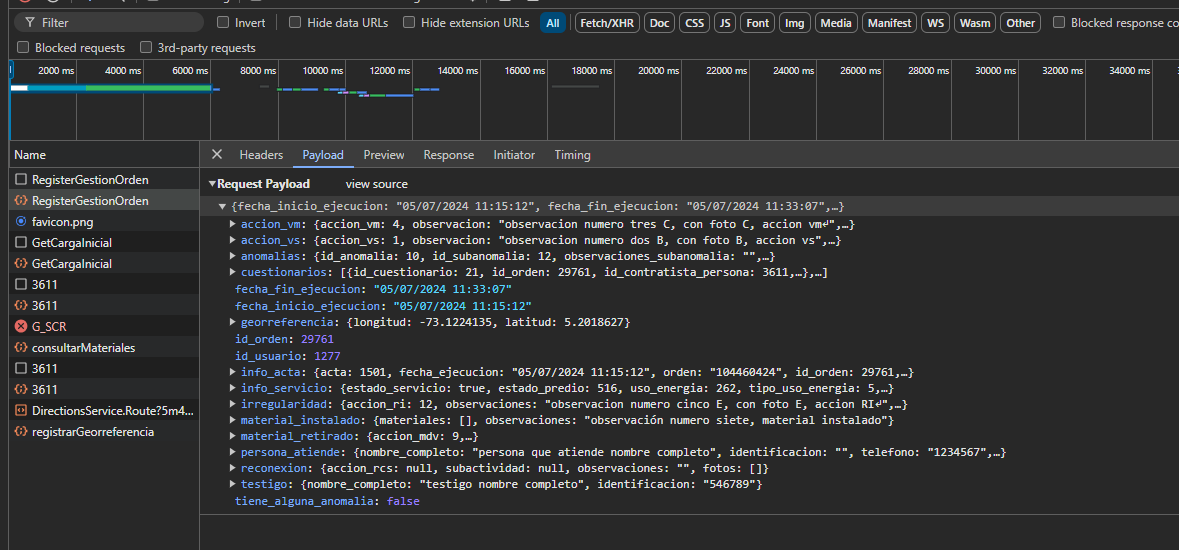 Filter Invert Hide data URLs Hide extension URLs All Fetch/XHR Doc CSS JS Font Img Media Manifest WS Wasm Other Blocked response co
Blocked requests 3rd-party requests
2000 ms 4000 ms 6000 ms 8000 ms 10000 ms 12000 ms 14000 ms 16000 ms 18000 ms 20000 ms 22000 ms 24000 ms 26000 ms 28000 ms 30000 ms 32000 ms 34000 ms
Name
RegisterGestionOrden
RegisterGestionOrden
favicon.png
GetCargaInicial
GetCargaInicial
3611
3611
G_SCR
consultarMateriales
3611
3611
DirectionsService.Route?5m4...
registrarGeorreferencia
Headers Payload Preview Response Initiator Timing
Request Payload view source
{fecha_inicio_ejecucion: "05/07/2024 11:15:12", fecha_fin_ejecucion: "05/07/2024 11:33:07",…}
accion_vm: {accion_vm: 4, observacion: "observacion numero tres C, con foto C, accion vm↵",…}
accion_vs: {accion_vs: 1, observacion: "observacion numero dos B, con foto B, accion vs",…}
anomalias: {id_anomalia: 10, id_subanomalia: 12, observaciones_subanomalia: "",…}
cuestionarios: [{id_cuestionario: 21, id_orden: 29761, id_contratista_persona: 3611,…},…]
fecha_fin_ejecucion: "05/07/2024 11:33:07"
fecha_inicio_ejecucion: "05/07/2024 11:15:12"
georreferencia: {longitud: -73.1224135, latitud: 5.2018627}
id_orden: 29761
id_usuario: 1277
info_acta: {acta: 1501, fecha_ejecucion: "05/07/2024 11:15:12", orden: "104460424", id_orden: 29761,…}
info_servicio: {estado_servicio: true, estado_predio: 516, uso_energia: 262, tipo_uso_energia: 5,…}
irregularidad: {accion_ri: 12, observaciones: "observacion numero cinco E, con foto E, accion RI↵",…}
material_instalado: {materiales: [], observaciones: "observación numero siete, material instalado"}
material_retirado: {accion_mdv: 9,…}
persona_atiende: {nombre_completo: "persona que atiende nombre completo", identificacion: "", telefono: "1234567",…}
reconexion: {accion_rcs: null, subactividad: null, observaciones: "", fotos: []}
testigo: {nombre_completo: "testigo nombre completo", identificacion: "546789"}
tiene_alguna_anomalia: false